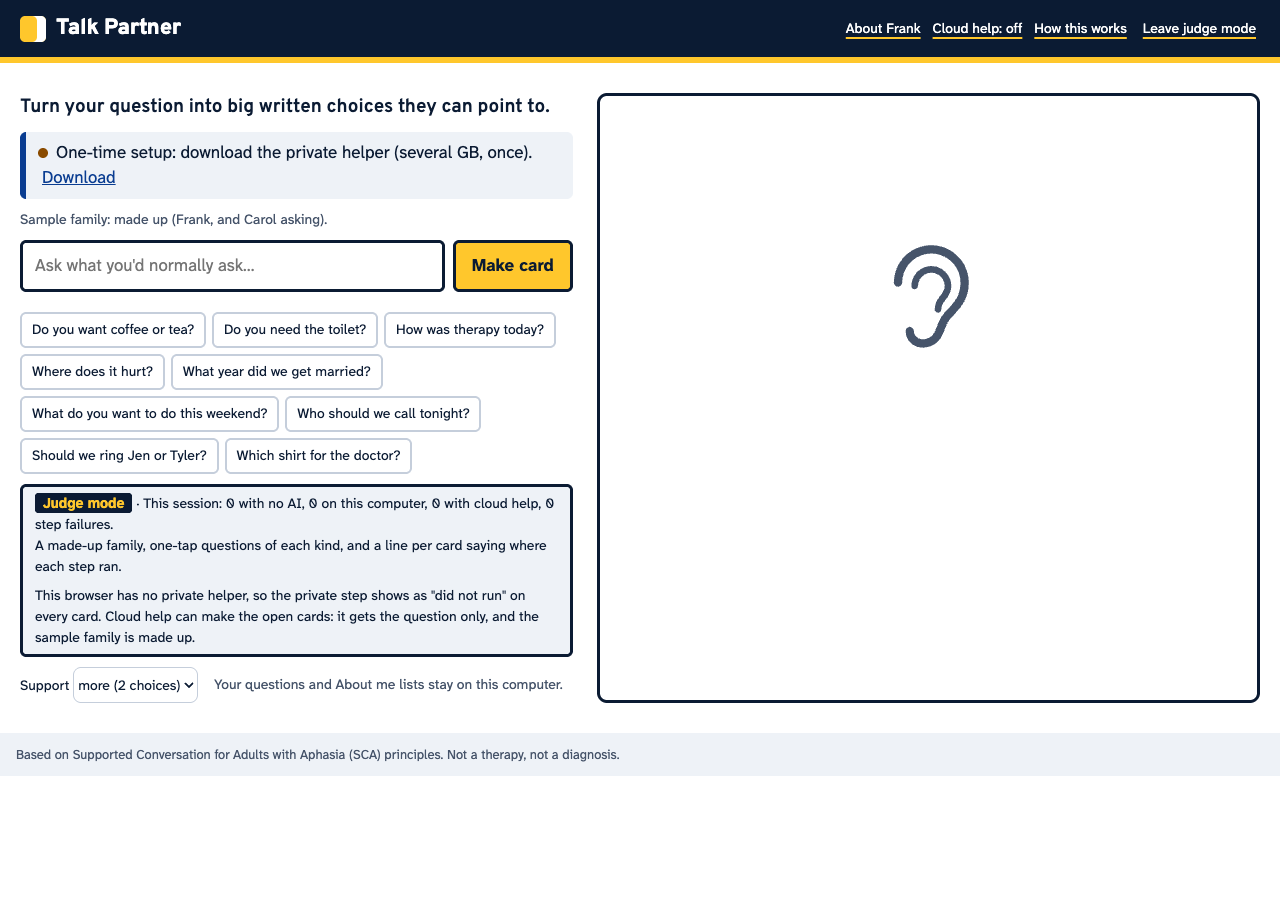 Talk Partner
About Frank
Cloud help: off
How this works
Leave judge mode
Turn your question into big written choices they can point to.
One-time setup: download the private helper (several GB, once).
Download
Sample family: made up (Frank, and Carol asking).
Ask what you'd normally ask...
Make card
Do you want coffee or tea?
Do you need the toilet?
How was therapy today?
Where does it hurt?
What year did we get married?
What do you want to do this weekend?
Who should we call tonight?
Should we ring Jen or Tyler?
Which shirt for the doctor?
Judge mode · This session: 0 with no AI, 0 on this computer, 0 with cloud help, 0
step failures.
A made-up family, one-tap questions of each kind, and a line per card saying where
each step ran.
This browser has no private helper, so the private step shows as "did not run" on
every card. Cloud help can make the open cards: it gets the question only, and the
sample family is made up.
Support
more (2 choices)
Your questions and About me lists stay on this computer.
Based on Supported Conversation for Adults with Aphasia (SCA) principles. Not a therapy, not a diagnosis.